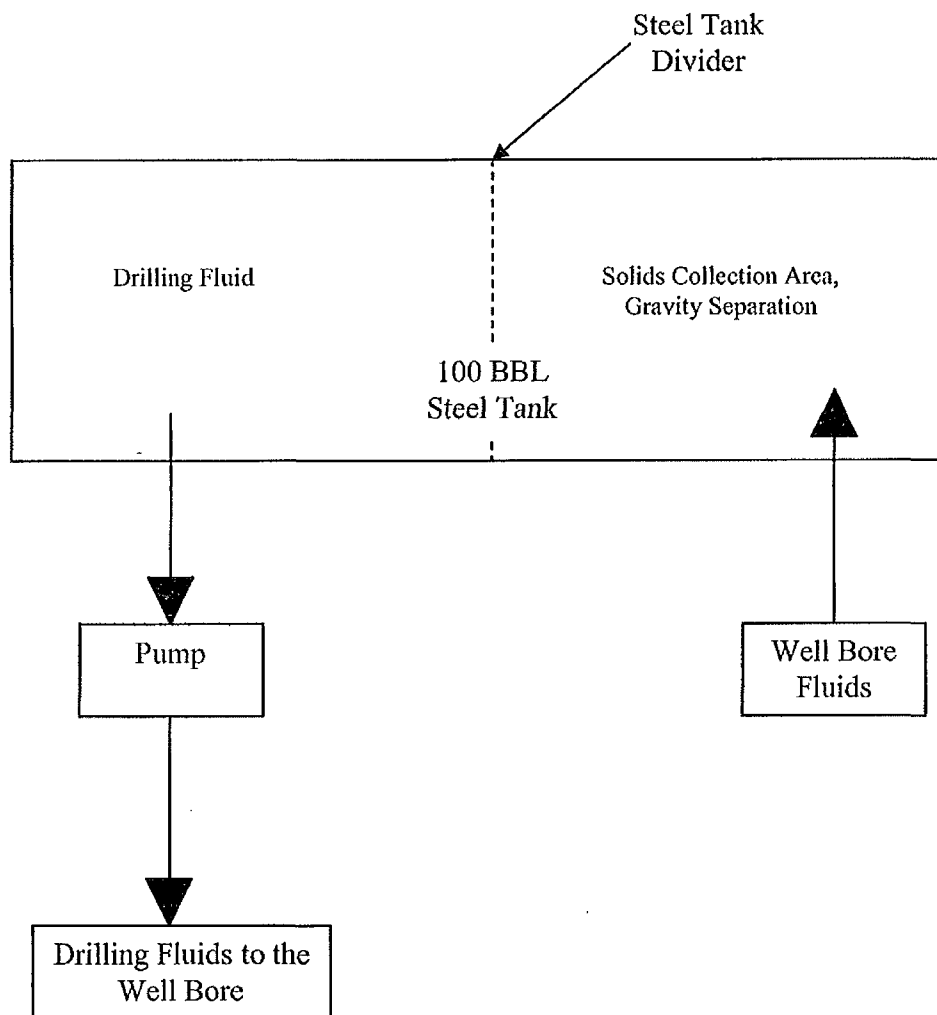 Steel Tank
Divider
Drilling Fluid
Solids Collection Area,
Gravity Separation
100 BBL
Steel Tank
Pump
Well Bore
Fluids
Drilling Fluids to the
Well Bore